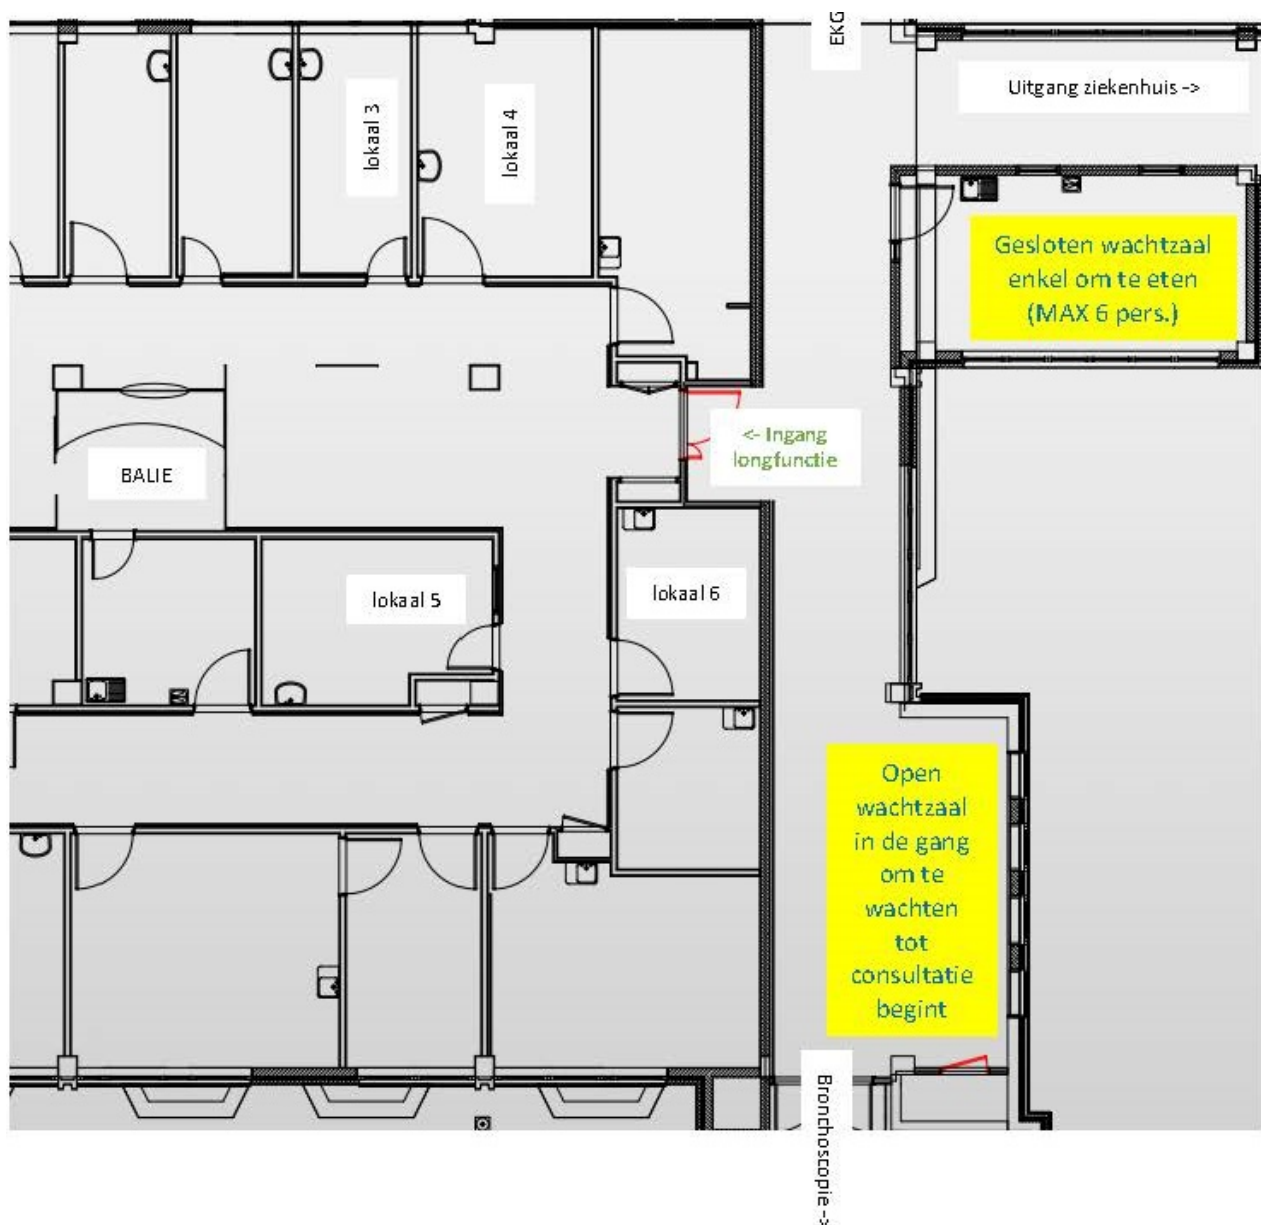 EKG
Uitgang ziekenhuis ->
lokaal 3
lokaal 4
Gesloten wachtzaal
enkel om te eten
(MAX 6 pers.)
<- Ingang
longfunctie
BALIE
lokaal 5
lokaal 6
Open
wachtzaal
in de gang
om te
wachten
tot
consultatie
begint
Bronchoscopie ->